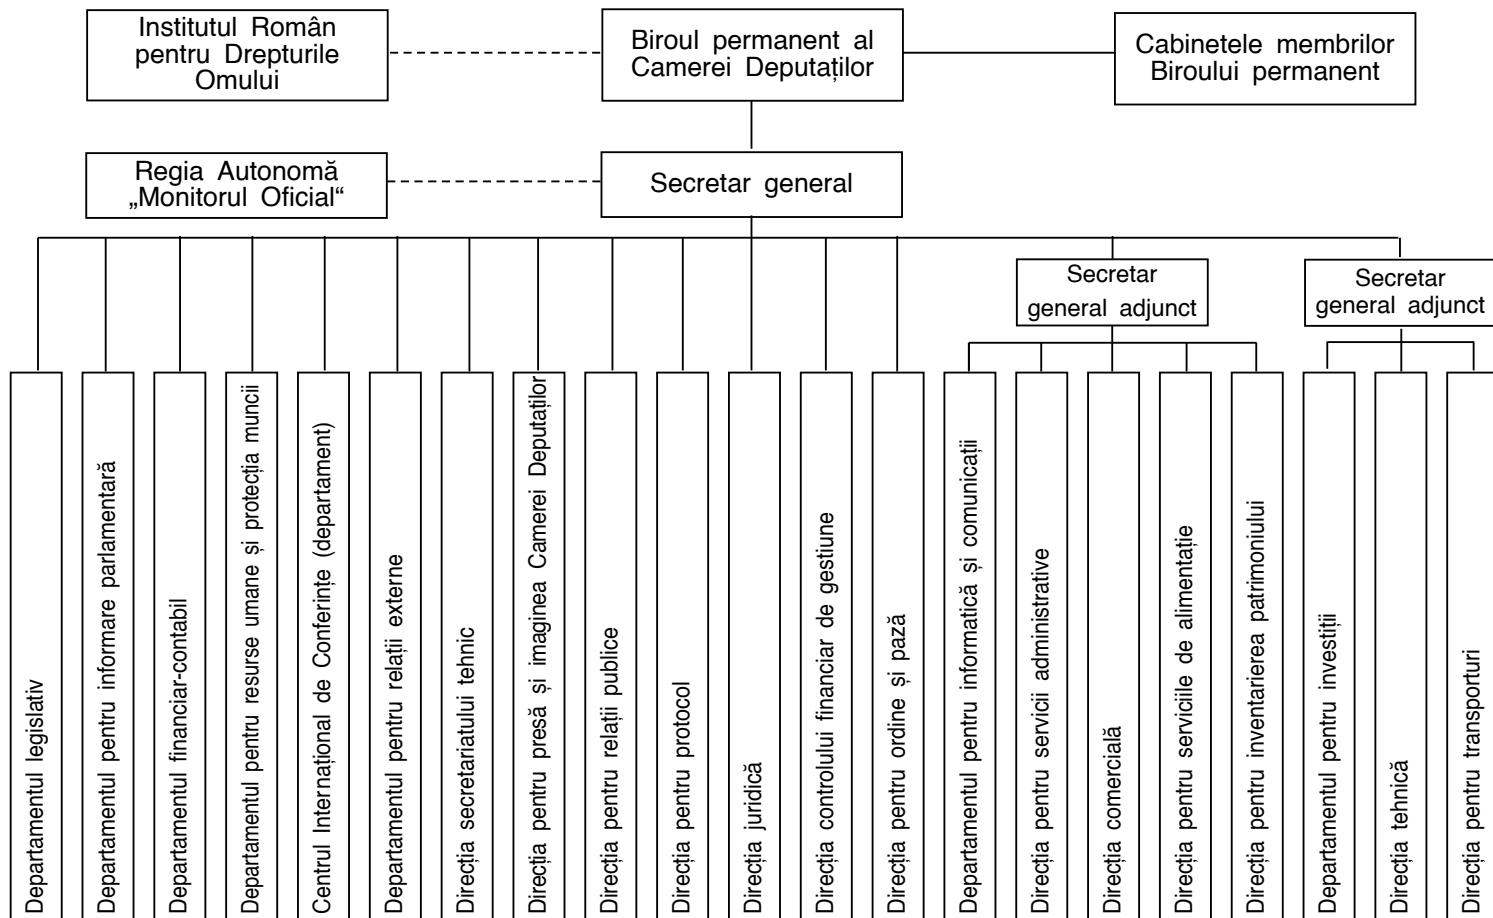 Institutul Român
pentru Drepturile
Omului
Biroul permanent al
Camerei Deputaților
Cabinetele membrilor
Biroului permanent
Regia Autonomă
„Monitorul Oficial“
Secretar general
Secretar
general adjunct
Secretar
general adjunct
Departamentul legislativ
Departamentul pentru informare parlamentară
Departamentul financiar-contabil
Departamentul pentru resurse umane și protecția muncii
Centrul Internațional de Conferințe (departament)
Departamentul pentru relații externe
Direcția secretariatului tehnic
Direcția pentru presă și imaginea Camerei Deputaților
Direcția pentru relații publice
Direcția pentru protocol
Direcția juridică
Direcția controlului financiar de gestiune
Direcția pentru ordine și pază
Departamentul pentru informatică și comunicații
Direcția pentru servicii administrative
Direcția comercială
Direcția pentru serviciile de alimentație
Direcția pentru inventarierea patrimoniului
Departamentul pentru investiții
Direcția tehnică
Direcția pentru transporturi